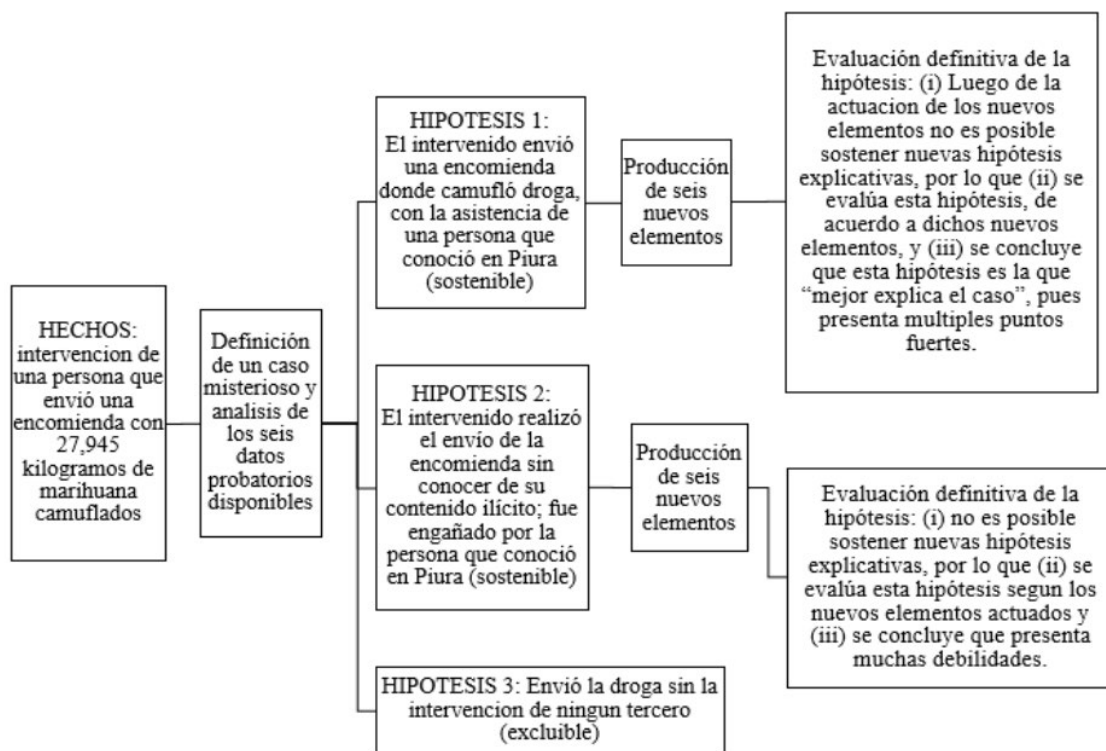 HECHOS:
intervencion de
una persona que
envió una
encomienda con
27,945
kilogramos de
marihuana
camuflados
Definición
de un caso
misterioso y
analisis de
los seis
datos
probatorios
disponibles
HIPOTESIS 1:
El intervenido envió
una encomienda
donde camufló droga,
con la asistencia de
una persona que
conoció en Piura
(sostenible)
Producción
de seis
nuevos
elementos
Evaluación definitiva de la
hipótesis: (i) Luego de la
actuacion de los nuevos
elementos no es posible
sostener nuevas hipótesis
explicativas, por lo que (ii) se
evalúa esta hipótesis, de
acuerdo a dichos nuevos
elementos, y (iii) se concluye
que esta hipótesis es la que
“mejor explica el caso”, pues
presenta multiples puntos
fuertes.
HIPOTESIS 2:
El intervenido realizó
el envío de la
encomienda sin
conocer de su
contenido ilícito; fue
engañado por la
persona que conoció
en Piura (sostenible)
Producción
de seis
nuevos
elementos
Evaluación definitiva de la
hipótesis: (i) no es posible
sostener nuevas hipótesis
explicativas, por lo que (ii) se
evalúa esta hipótesis segun los
nuevos elementos actuados y
(iii) se concluye que presenta
muchas debilidades.
HIPOTESIS 3: Envió la droga sin la
intervencion de ningun tercero
(excluible)